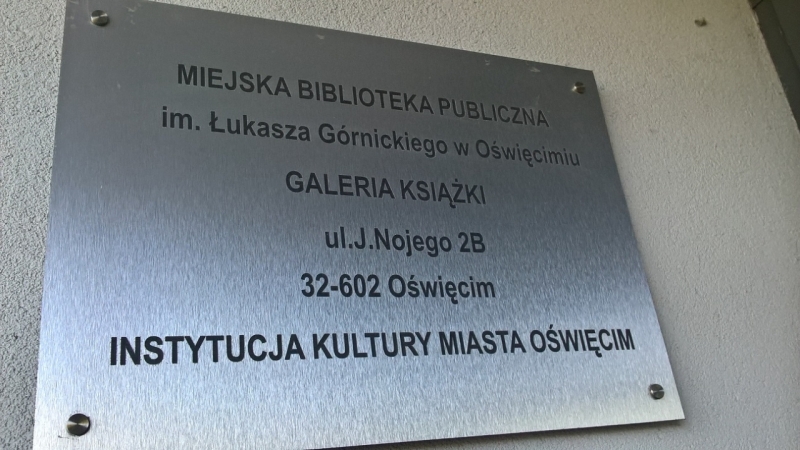 MIEJSKA BIBLIOTEKA PUBLICZNA
im. Łukasza Górnickiego w Oświęcimiu
GALERIA KSIĄŻKI
ul.J.Nojego 2B
32-602 Oświęcim
INSTYTUCJA KULTURY MIASTA OŚWIĘCIM